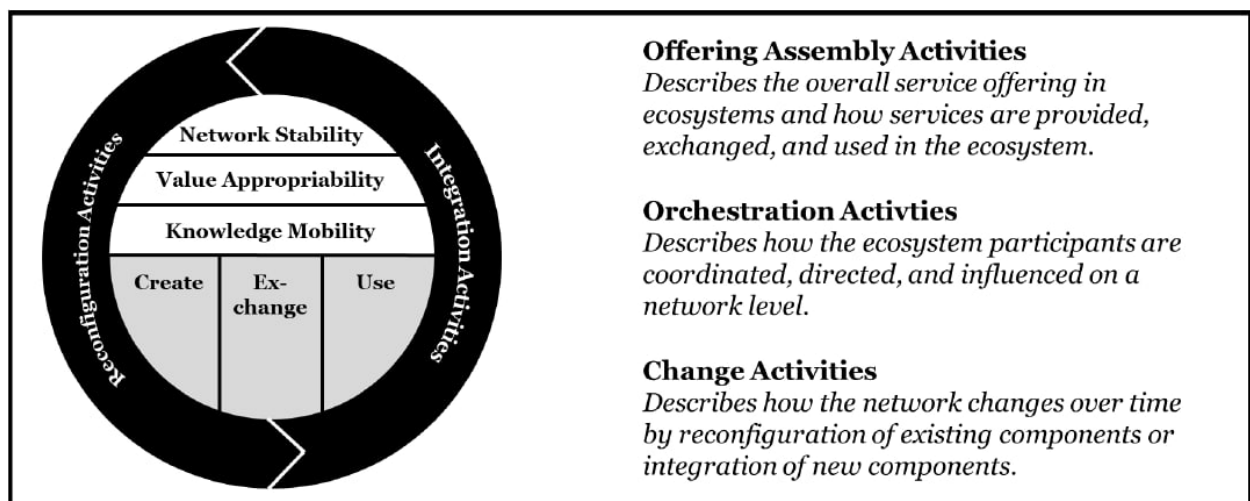 Reconfiguration Activities
Integration Activities
Network Stability
Value Appropriability
Knowledge Mobility
Create
Ex-
change
Use
Offering Assembly Activities
Describes the overall service offering in
ecosystems and how services are provided,
exchanged, and used in the ecosystem.
Orchestration Activties
Describes how the ecosystem participants are
coordinated, directed, and influenced on a
network level.
Change Activities
Describes how the network changes over time
by reconfiguration of existing components or
integration of new components.